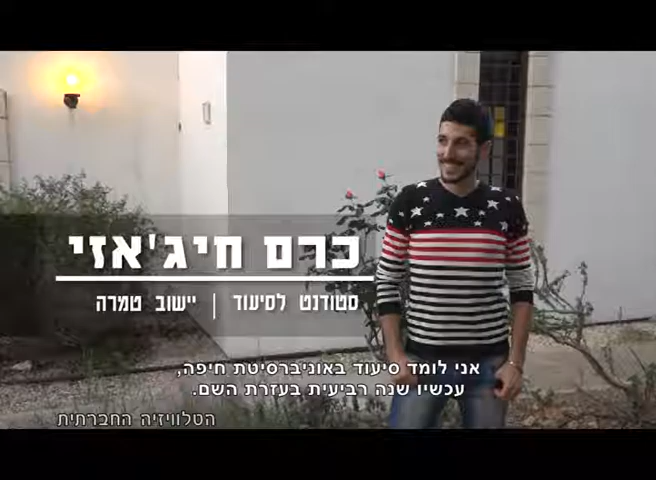 כרם חיג'אזי
סטודנט לסיעוד | יישוב טמרה
אני לומד סיעוד באוניברסיטת חיפה,
עכשיו שנה רביעית בעזרת השם.
הטלוויזיה החברתית